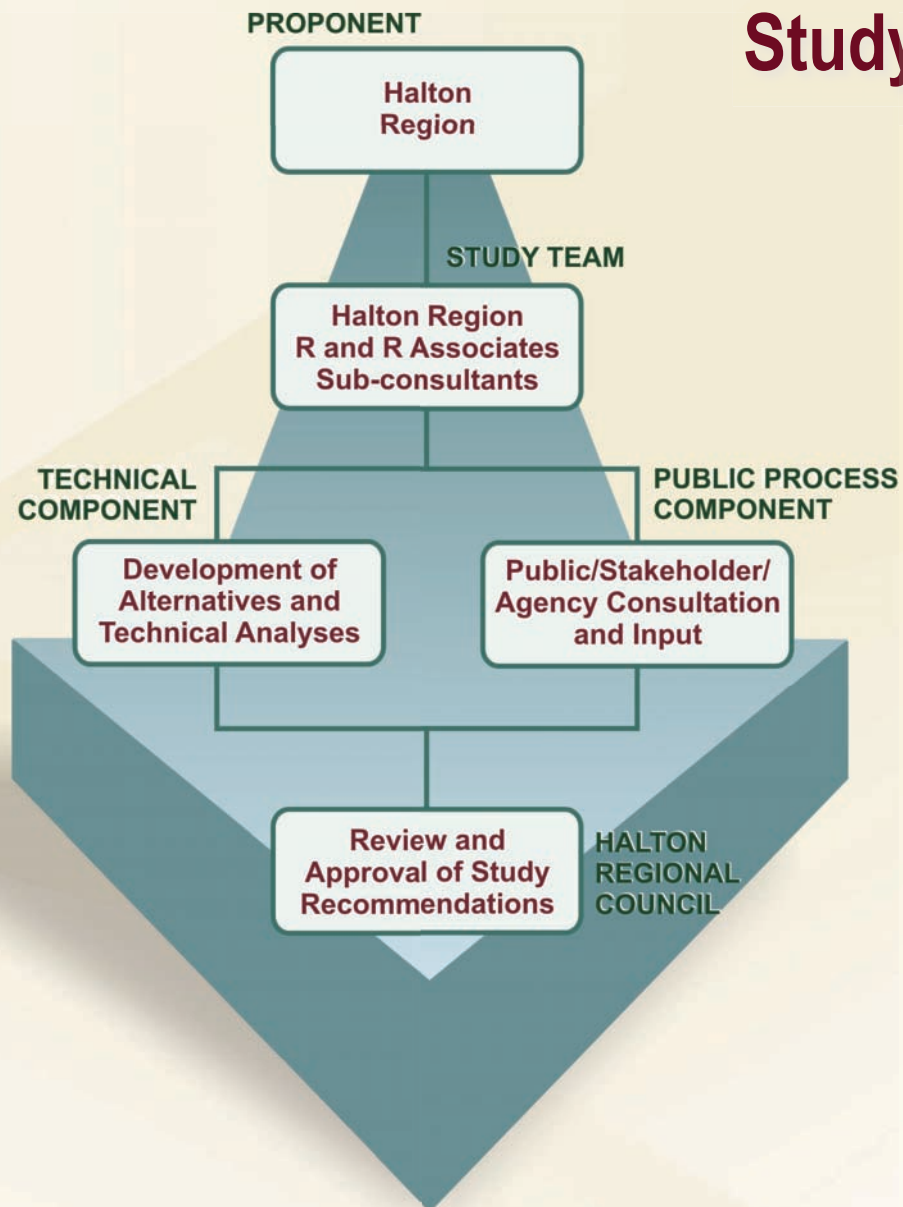 PROPONENT
Study
Halton
Region
STUDY TEAM
Halton Region
R and R Associates
Sub-consultants
TECHNICAL
COMPONENT
PUBLIC PROCESS
COMPONENT
Development of
Alternatives and
Technical Analyses
Public/Stakeholder/
Agency Consultation
and Input
Review and
Approval of Study
Recommendations
HALTON
REGIONAL
COUNCIL